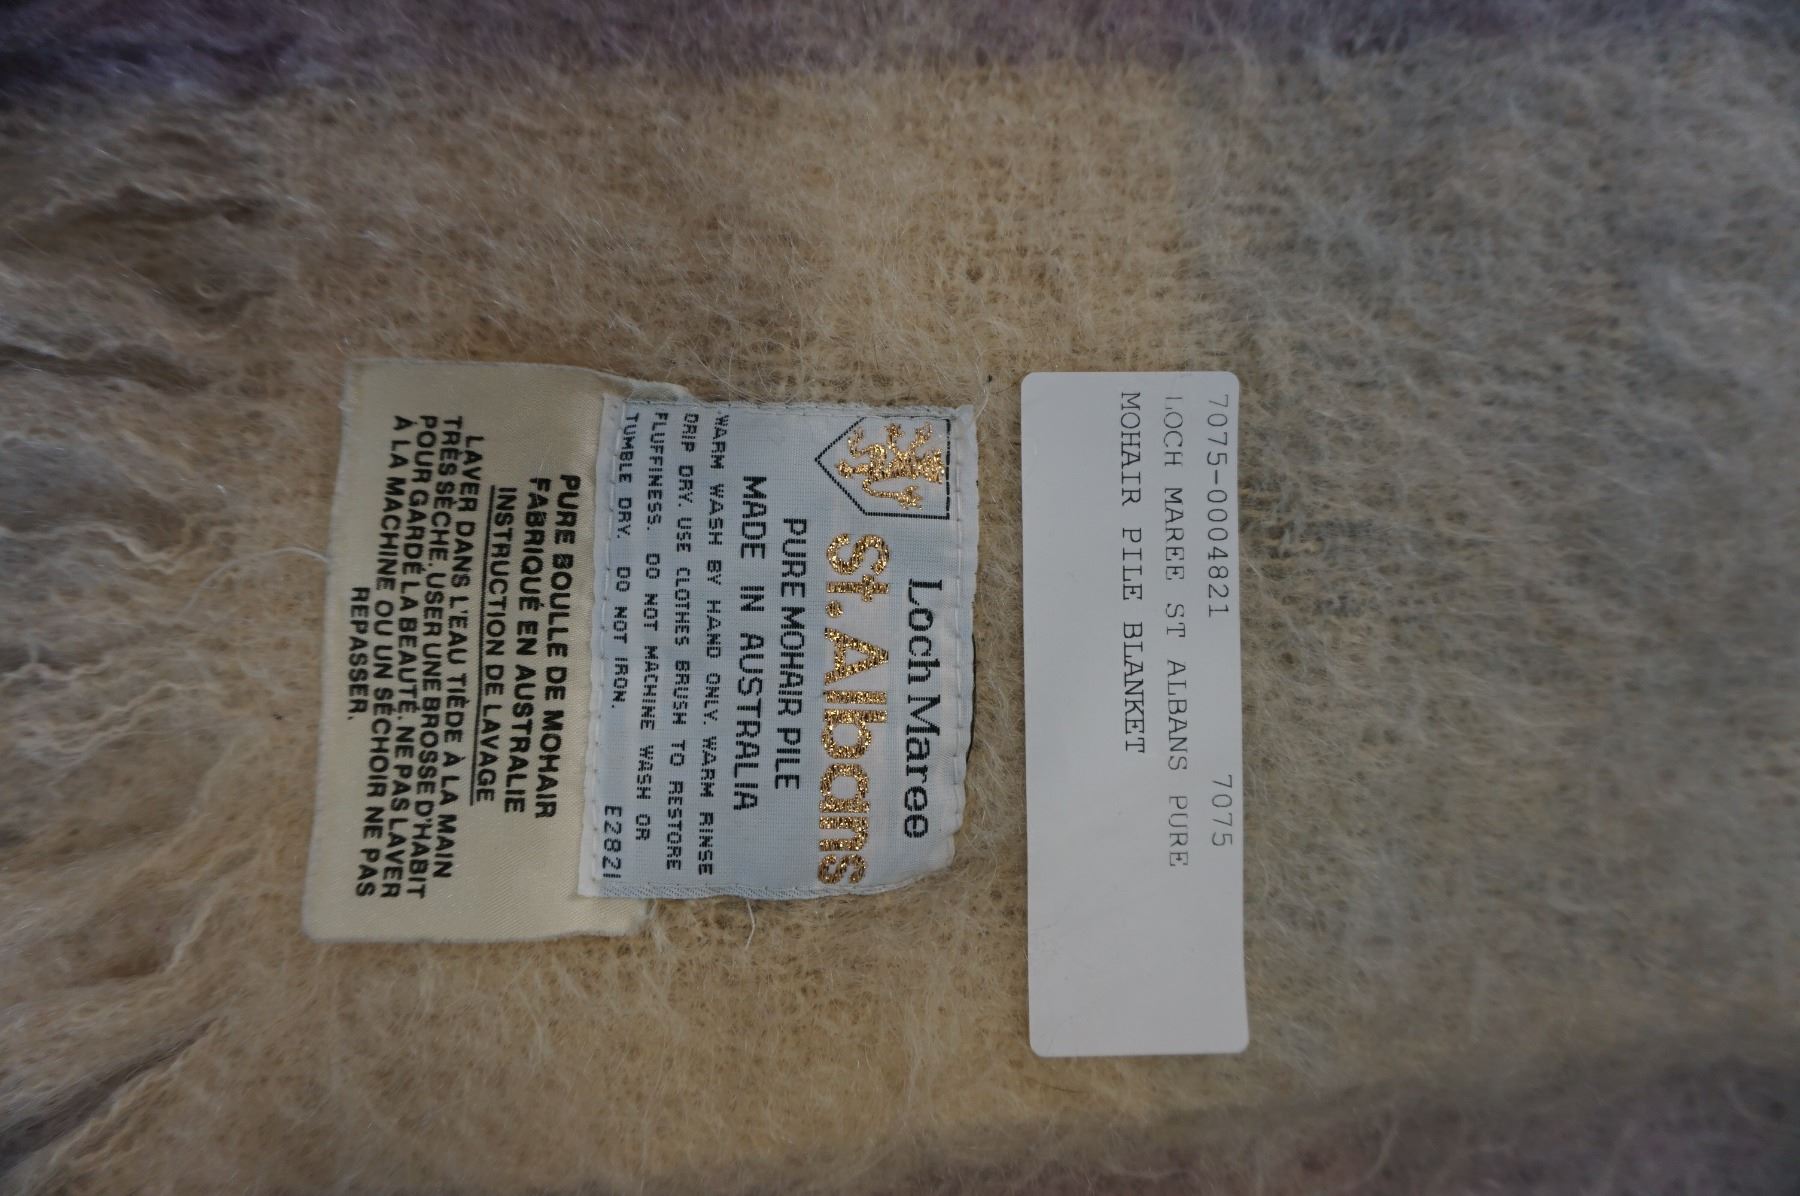 7075-0004821 7075
LOCH MAREE ST ALBANS PURE
MOHAIR PILE BLANKET
Loch Maree
St. Albans
PURE MOHAIR PILE
MADE IN AUSTRALIA
WARM WASH BY HAND ONLY. WARM RINSE
DRIP DRY. USE CLOTHES BRUSH TO RESTORE
FLUFFINESS. DO NOT MACHINE WASH OR
TUMBLE DRY. DO NOT IRON. E2821
PURE BOULLE DE MOHAIR
FABRIQUÉ EN AUSTRALIE
INSTRUCTION DE LAVAGE
LAVER DANS L'EAU TIÈDE À LA MAIN
TRÈS SÈCHE. USER UNE BROSSE D'HABIT
POUR GARDÉ LA BEAUTÉ. NE PAS LAVER
À LA MACHINE OU UN SÉCHOIR NE PAS
REPASSER.